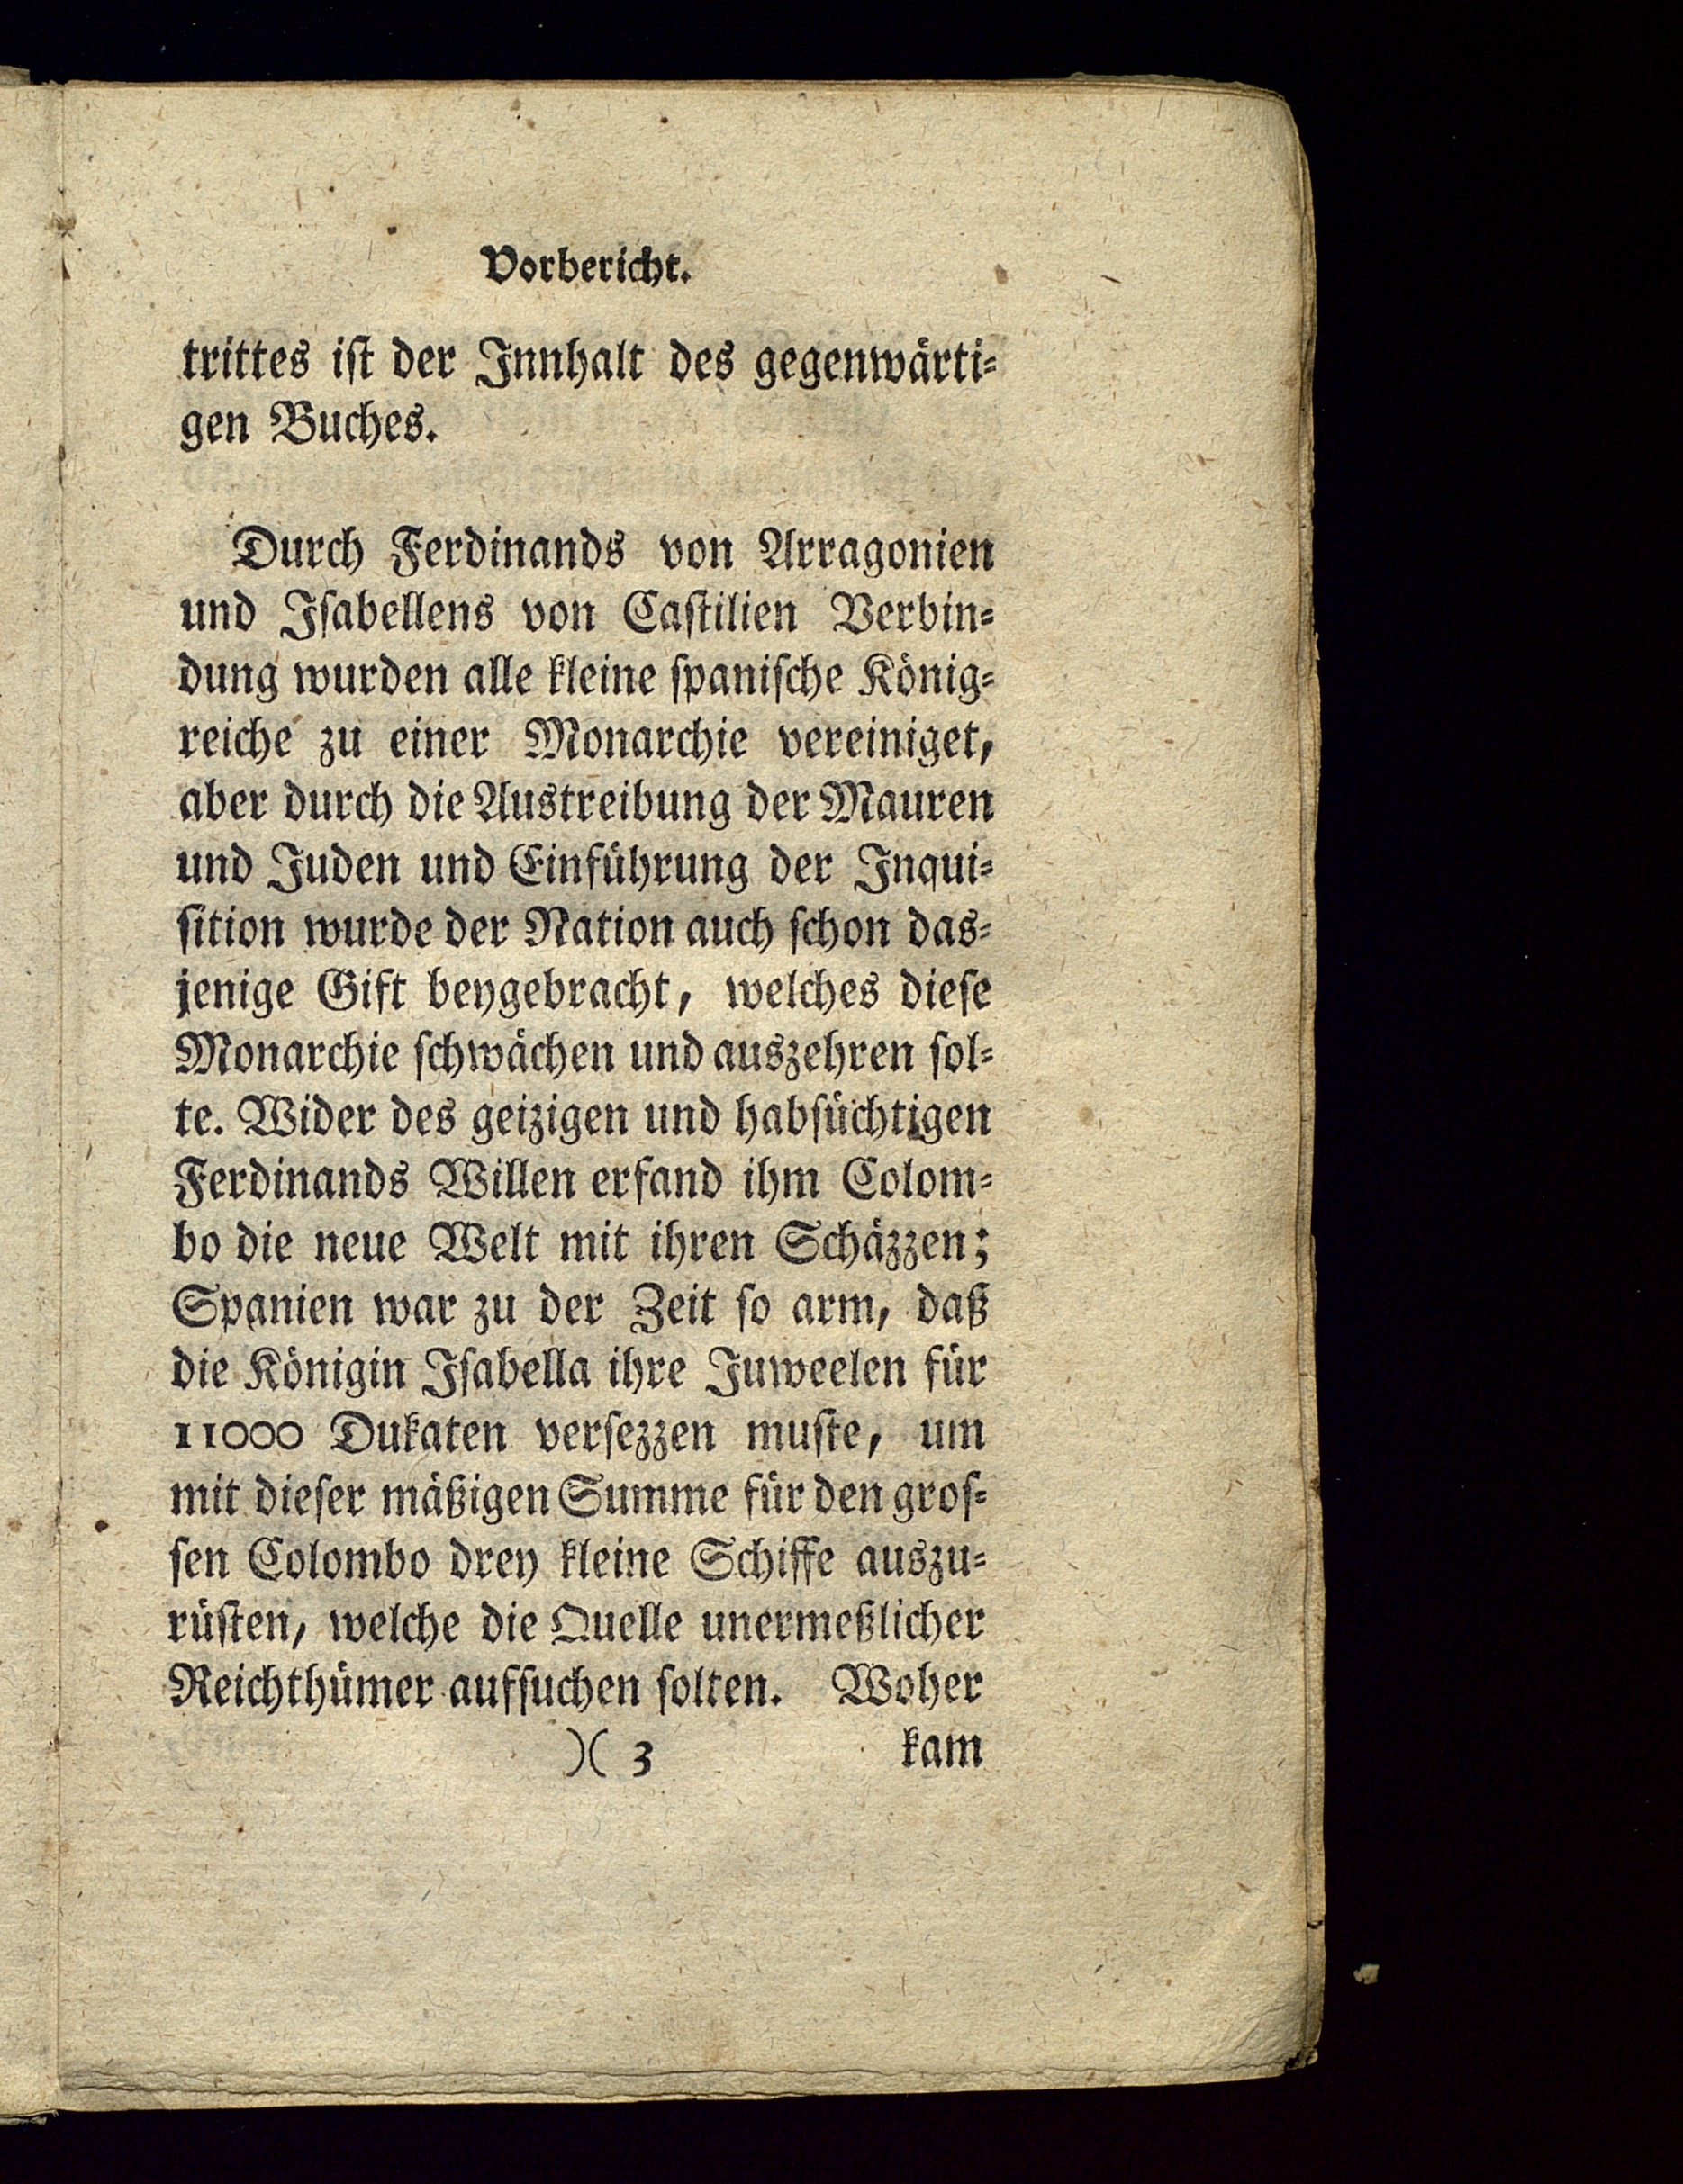 Vorbericht.
trittes iſt der Innhalt des gegenwärti⸗
gen Buches.
Durch Ferdinands von Arragonien
und Iſabellens von Caſtilien Verbin⸗
dung wurden alle kleine ſpaniſche König⸗
reiche zu einer Monarchie vereiniget,
aber durch die Austreibung der Mauren
und Juden und Einführung der Inqui⸗
ſition wurde der Nation auch ſchon das⸗
jenige Gift beygebracht, welches dieſe
Monarchie ſchwächen und auszehren ſol⸗
te. Wider des geizigen und habſüchtigen
Ferdinands Willen erfand ihm Colom⸗
bo die neue Welt mit ihren Schäzzen;
Spanien war zu der Zeit ſo arm, daß
die Königin Iſabella ihre Juweelen für
11000 Dukaten verſezzen muſte, um
mit dieſer mäßigen Summe für den groſ⸗
ſen Colombo drey kleine Schiffe auszu⸗
rüſten, welche die Quelle unermeßlicher
Reichthümer aufſuchen ſolten. Woher
)( 3 kam